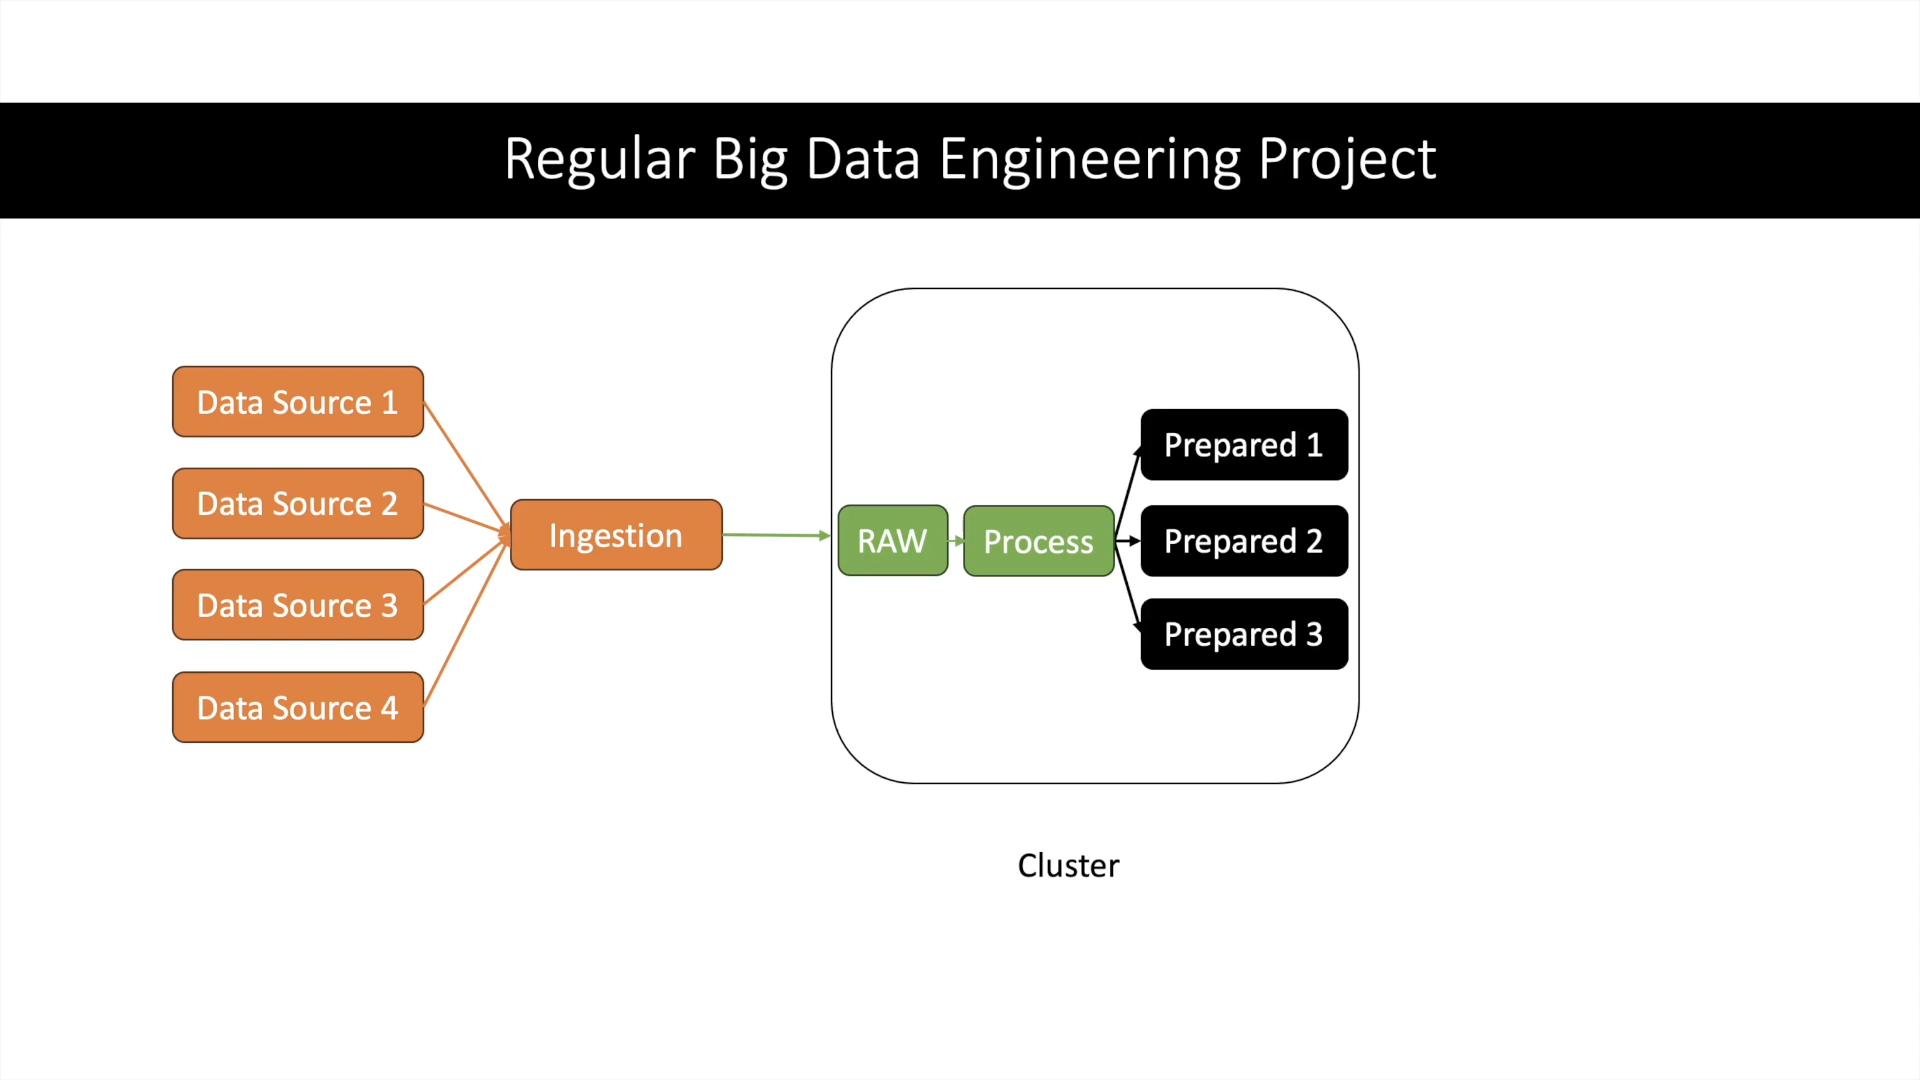 Regular Big Data Engineering Project
Data Source 1
Data Source 2
Data Source 3
Data Source 4
Ingestion
RAW
Process
Prepared 1
Prepared 2
Prepared 3
Cluster